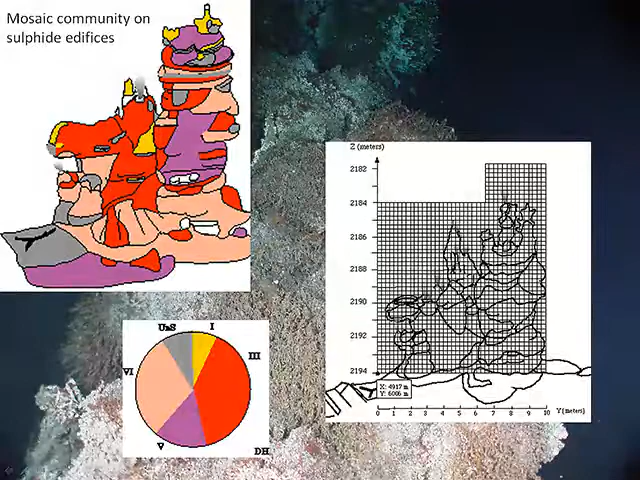 Mosaic community on
sulphide edifices
Z (meters)
2182
2184
2186
2188
2190
2192
2194
X: 4917 m
Y: 6006 m
0 1 2 3 4 5 6 7 8 9 10 Y (meters)
UnS
I
III
VI
V
DH